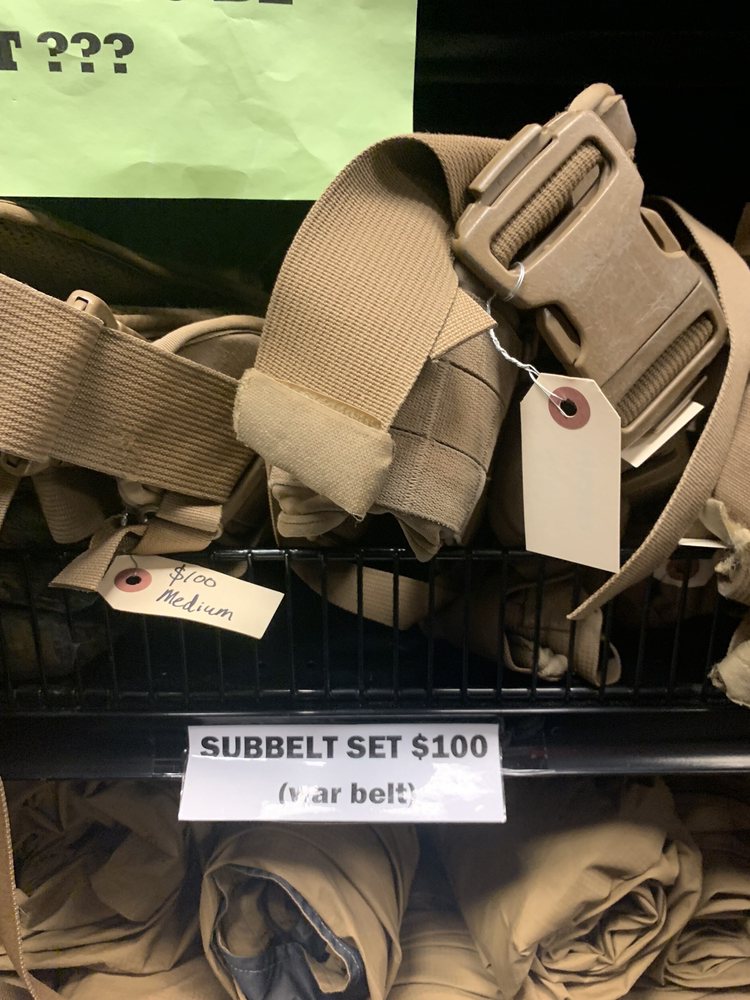 T ???
$100
Medium
SUBBELT SET $100
(war belt)